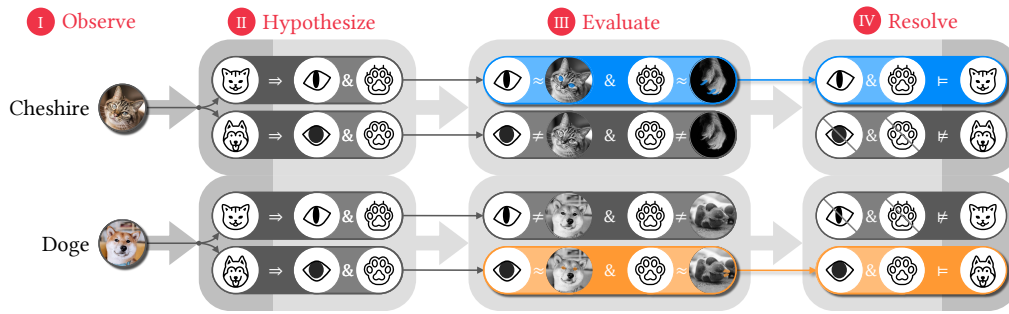 I Observe
II Hypothesize
III Evaluate
IV Resolve
Cheshire
⇒ &
≈ & ≈
& ⊨
⇒ &
≠ & ≠
& ⊭
Doge
⇒ &
≠ & ≠
& ⊭
⇒ &
≈ & ≈
& ⊨